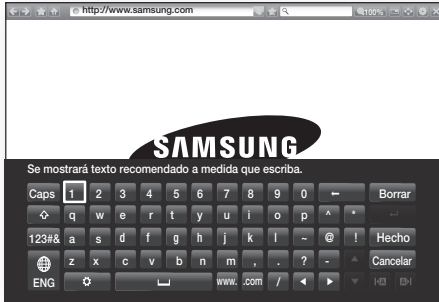 http://www.samsung.com 100%
SAMSUNG
Se mostrará texto recomendado a medida que escriba.
Caps 1 2 3 4 5 6 7 8 9 0 Borrar
q w e r t y u i o p ^ *
123#& a s d f g h j k l ~ @ ! Hecho
z x c v b n m , . ? - Cancelar
ENG www. .com /